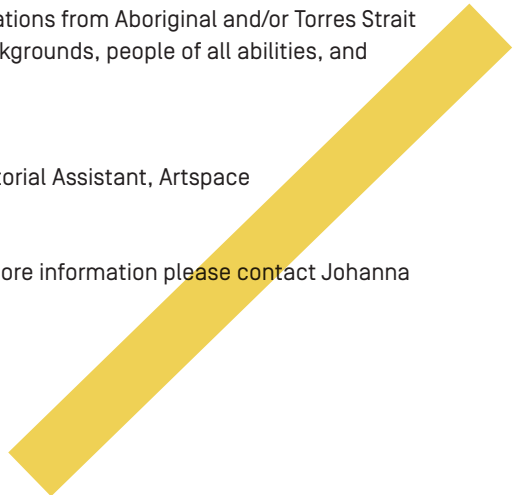 ations from Aboriginal and/or Torres Strait
kgrounds, people of all abilities, and
torial Assistant, Artspace
ore information please contact Johanna